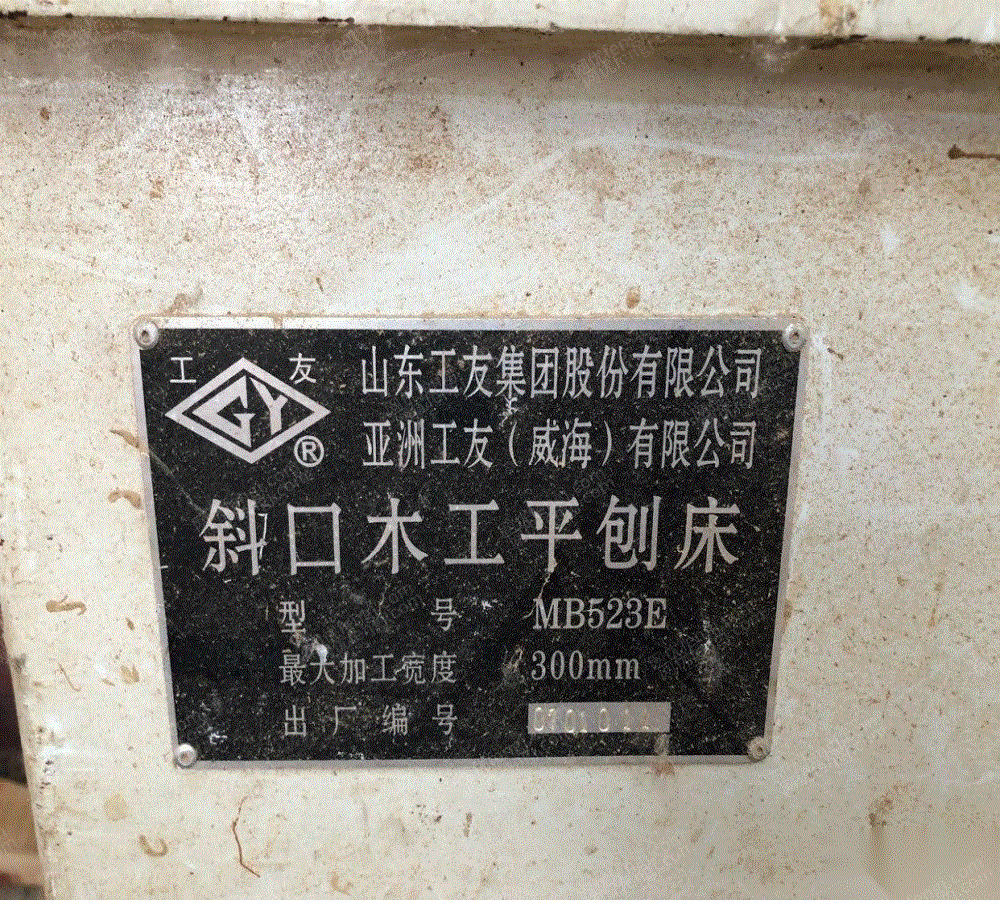 工 友
GY®
山东工友集团股份有限公司
亚洲工友(威海)有限公司
斜口木工平刨床
型 号 MB523E
最大加工宽度 300mm
出厂编号